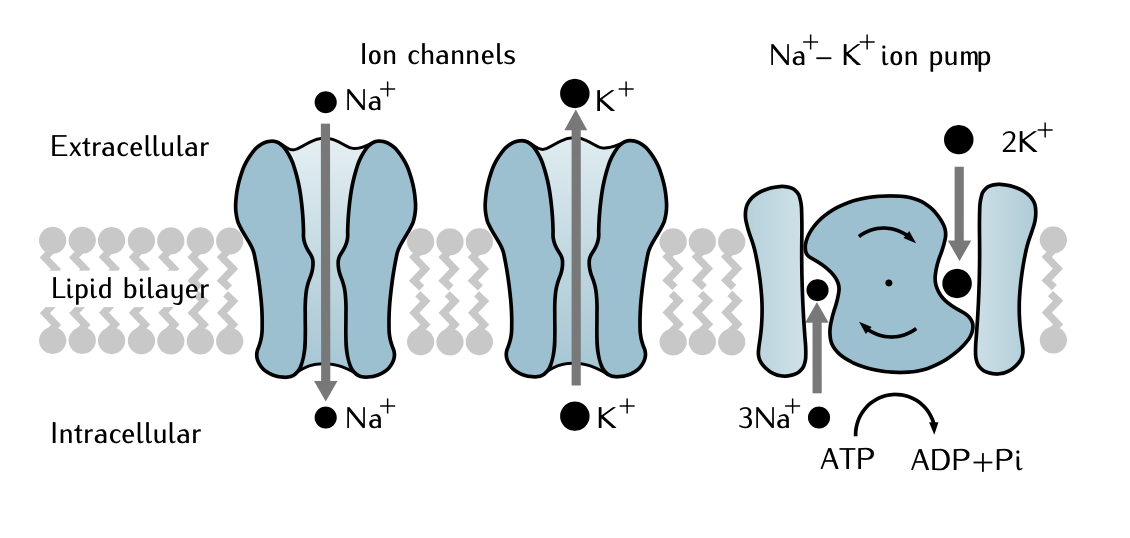 Ion channels
Na⁺– K⁺ ion pump
Na⁺
K⁺
Extracellular
2K⁺
Lipid bilayer
Na⁺
K⁺
3Na⁺
Intracellular
ATP
ADP+Pi